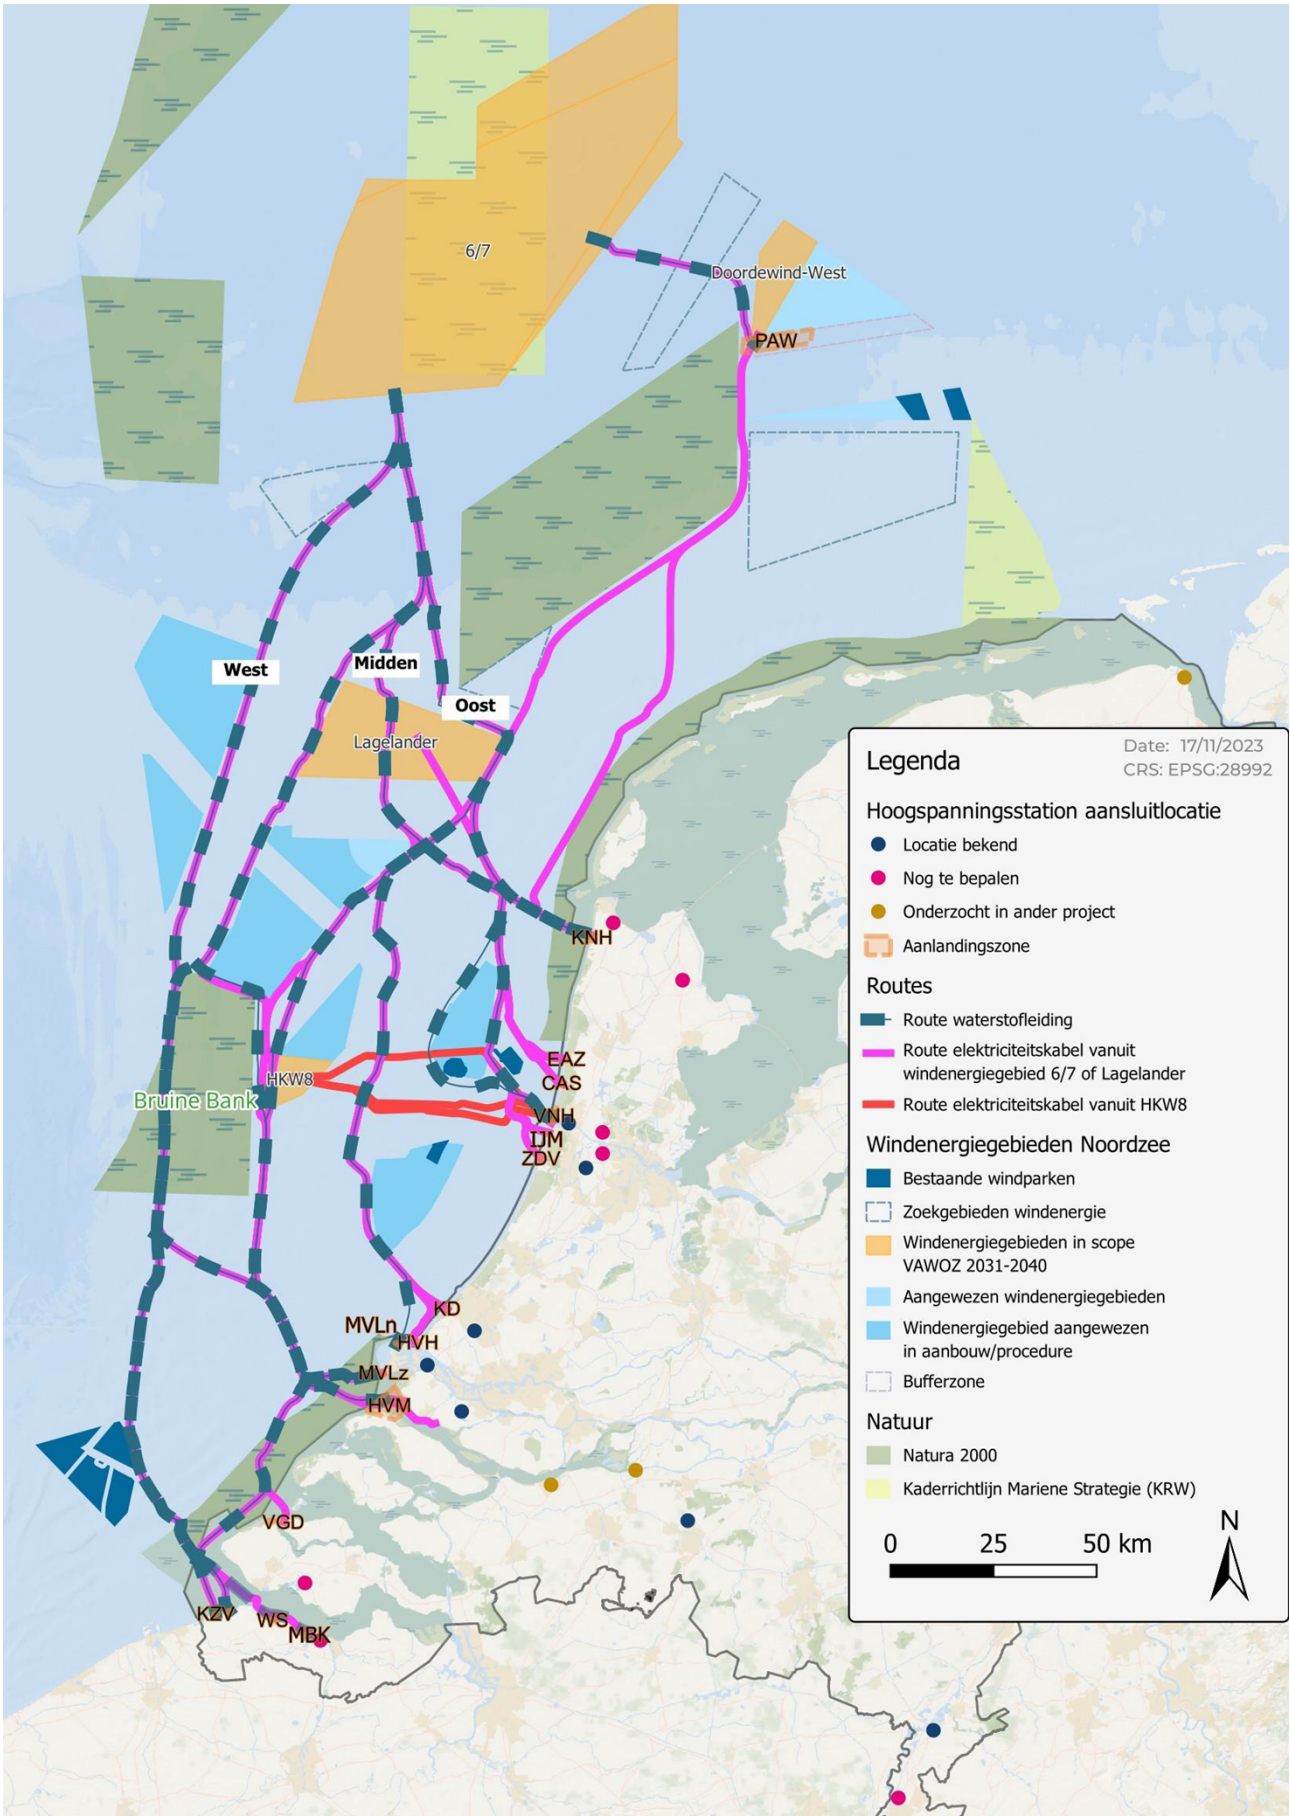 6/7
Doordewind-West
PAW
West
Midden
Oost
Lagelander
KNH
HKW8
EAZ
CAS
Bruine Bank
VNH
IJM
ZDV
KD
MVLn
HVH
MVLz
HVM
VGD
KZV
WS
MBK
Legenda
Date: 17/11/2023
CRS: EPSG:28992
Hoogspanningsstation aansluitlocatie
Locatie bekend
Nog te bepalen
Onderzocht in ander project
Aanlandingszone
Routes
Route waterstofleiding
Route elektriciteitskabel vanuit
windenergiegebied 6/7 of Lagelander
Route elektriciteitskabel vanuit HKW8
Windenergiegebieden Noordzee
Bestaande windparken
Zoekgebieden windenergie
Windenergiegebieden in scope
VAWOZ 2031-2040
Aangewezen windenergiegebieden
Windenergiegebied aangewezen
in aanbouw/procedure
Bufferzone
Natuur
Natura 2000
Kaderrichtlijn Mariene Strategie (KRW)
0 25 50 km
N